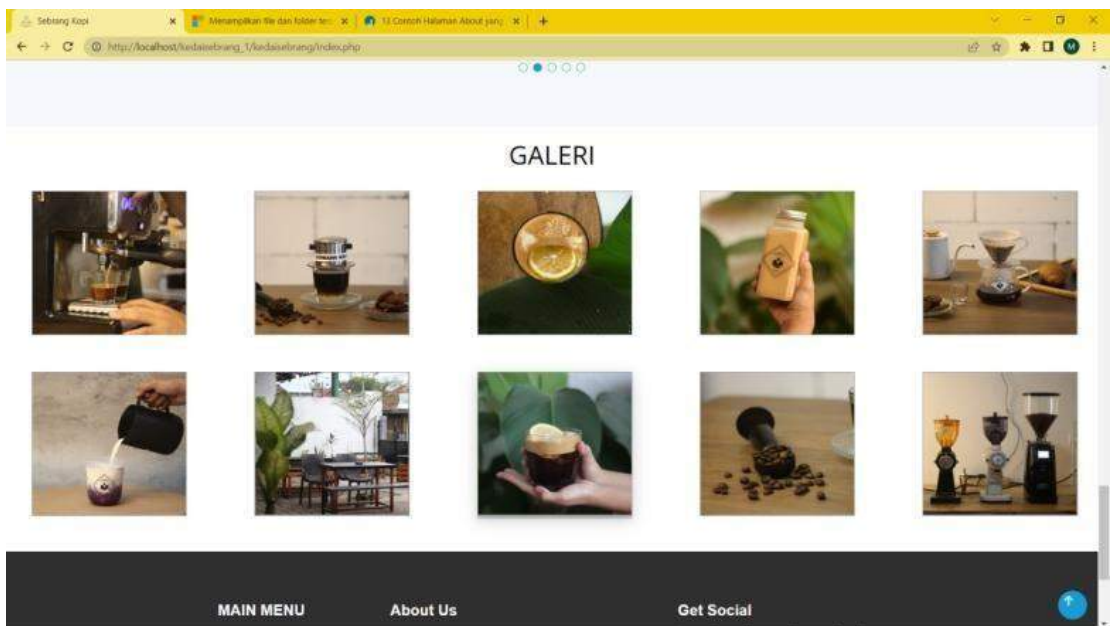 Sebrang Kopi
Menampilkan file dan folder ter
13 Contoh Halaman About yang
http://localhost/kedaisebrang_1/kedaisebrang/index.php
M
GALERI
MAIN MENU
About Us
Get Social